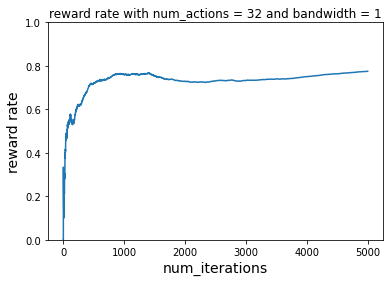 reward rate with num_actions = 32 and bandwidth = 1
1.0
0.8
0.6
0.4
0.2
0.0
reward rate
0 1000 2000 3000 4000 5000
num_iterations